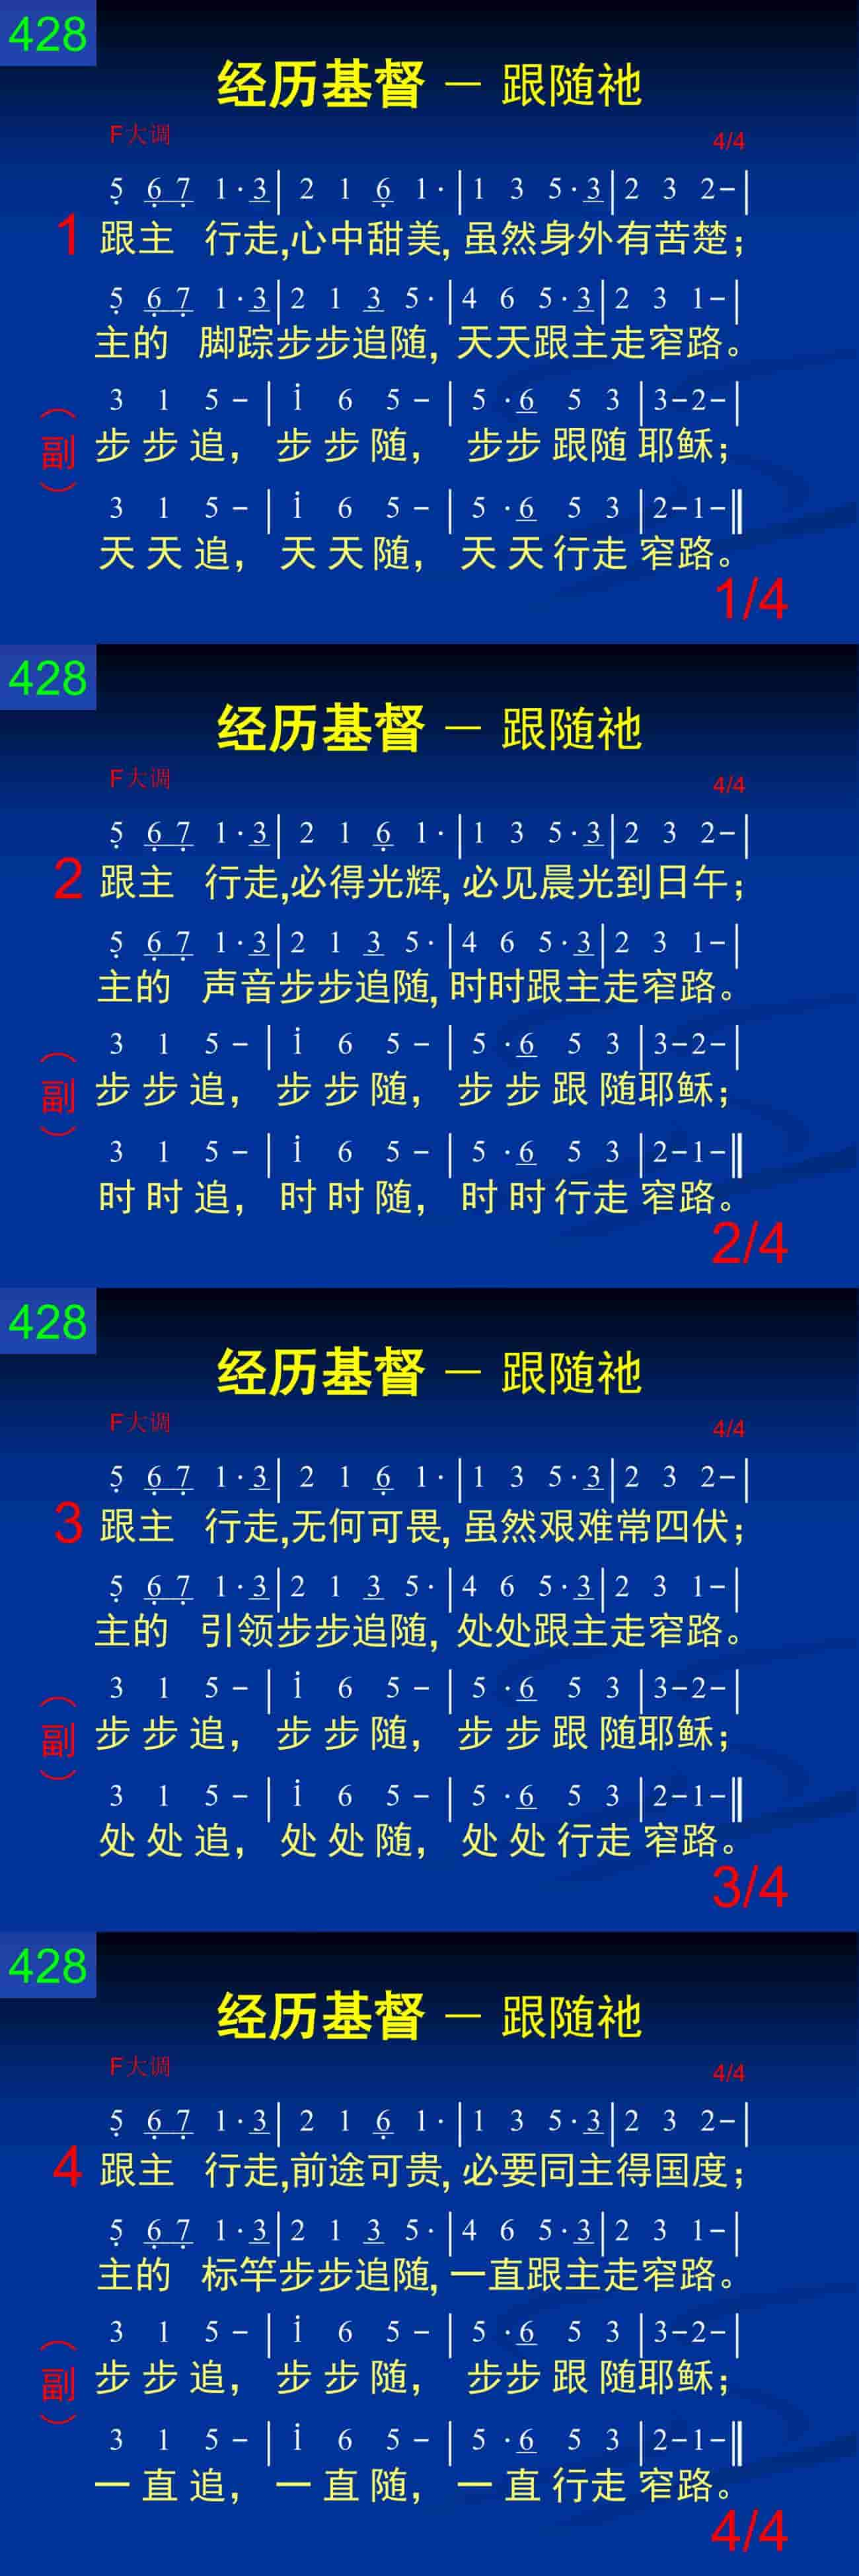 428
经历基督 — 跟随祂
F大调 4/4
5̣ 6̣ 7̣ 1·3| 2 1 6̣ 1·|1 3 5·3|2 3 2-|
1 跟主 行走,心中甜美, 虽然身外有苦楚;
5̣ 6̣ 7̣ 1·3|2 1 3 5·|4 6 5·3|2 3 1-|
主的 脚踪步步追随, 天天跟主走窄路。
3 1 5 - | i 6 5 - | 5 ·6 5 3 |3-2-|
(副) 步步追, 步步随, 步步跟随耶稣;
3 1 5 - | i 6 5 - | 5 ·6 5 3 |2-1-‖
天天追, 天天随, 天天行走 窄路。
1/4
428
经历基督 — 跟随祂
F大调 4/4
5̣ 6̣ 7̣ 1·3| 2 1 6̣ 1·|1 3 5·3|2 3 2-|
2 跟主 行走,必得光辉, 必见晨光到日午;
5̣ 6̣ 7̣ 1·3|2 1 3 5·|4 6 5·3|2 3 1-|
主的 声音步步追随, 时时跟主走窄路。
3 1 5 - | i 6 5 - | 5 ·6 5 3 |3-2-|
(副) 步步追, 步步随, 步步跟随耶稣;
3 1 5 - | i 6 5 - | 5 ·6 5 3 |2-1-‖
时时追, 时时随, 时时行走 窄路。
2/4
428
经历基督 — 跟随祂
F大调 4/4
5̣ 6̣ 7̣ 1·3| 2 1 6̣ 1·|1 3 5·3|2 3 2-|
3 跟主 行走,无何可畏, 虽然艰难常四伏;
5̣ 6̣ 7̣ 1·3|2 1 3 5·|4 6 5·3|2 3 1-|
主的 引领步步追随, 处处跟主走窄路。
3 1 5 - | i 6 5 - | 5 ·6 5 3 |3-2-|
(副) 步步追, 步步随, 步步跟随耶稣;
3 1 5 - | i 6 5 - | 5 ·6 5 3 |2-1-‖
处处追, 处处随, 处处行走 窄路。
3/4
428
经历基督 — 跟随祂
F大调 4/4
5̣ 6̣ 7̣ 1·3| 2 1 6̣ 1·|1 3 5·3|2 3 2-|
4 跟主 行走,前途可贵, 必要同主得国度;
5̣ 6̣ 7̣ 1·3|2 1 3 5·|4 6 5·3|2 3 1-|
主的 标竿步步追随, 一直跟主走窄路。
3 1 5 - | i 6 5 - | 5 ·6 5 3 |3-2-|
(副) 步步追, 步步随, 步步跟随耶稣;
3 1 5 - | i 6 5 - | 5 ·6 5 3 |2-1-‖
一直追, 一直随, 一直行走 窄路。
4/4